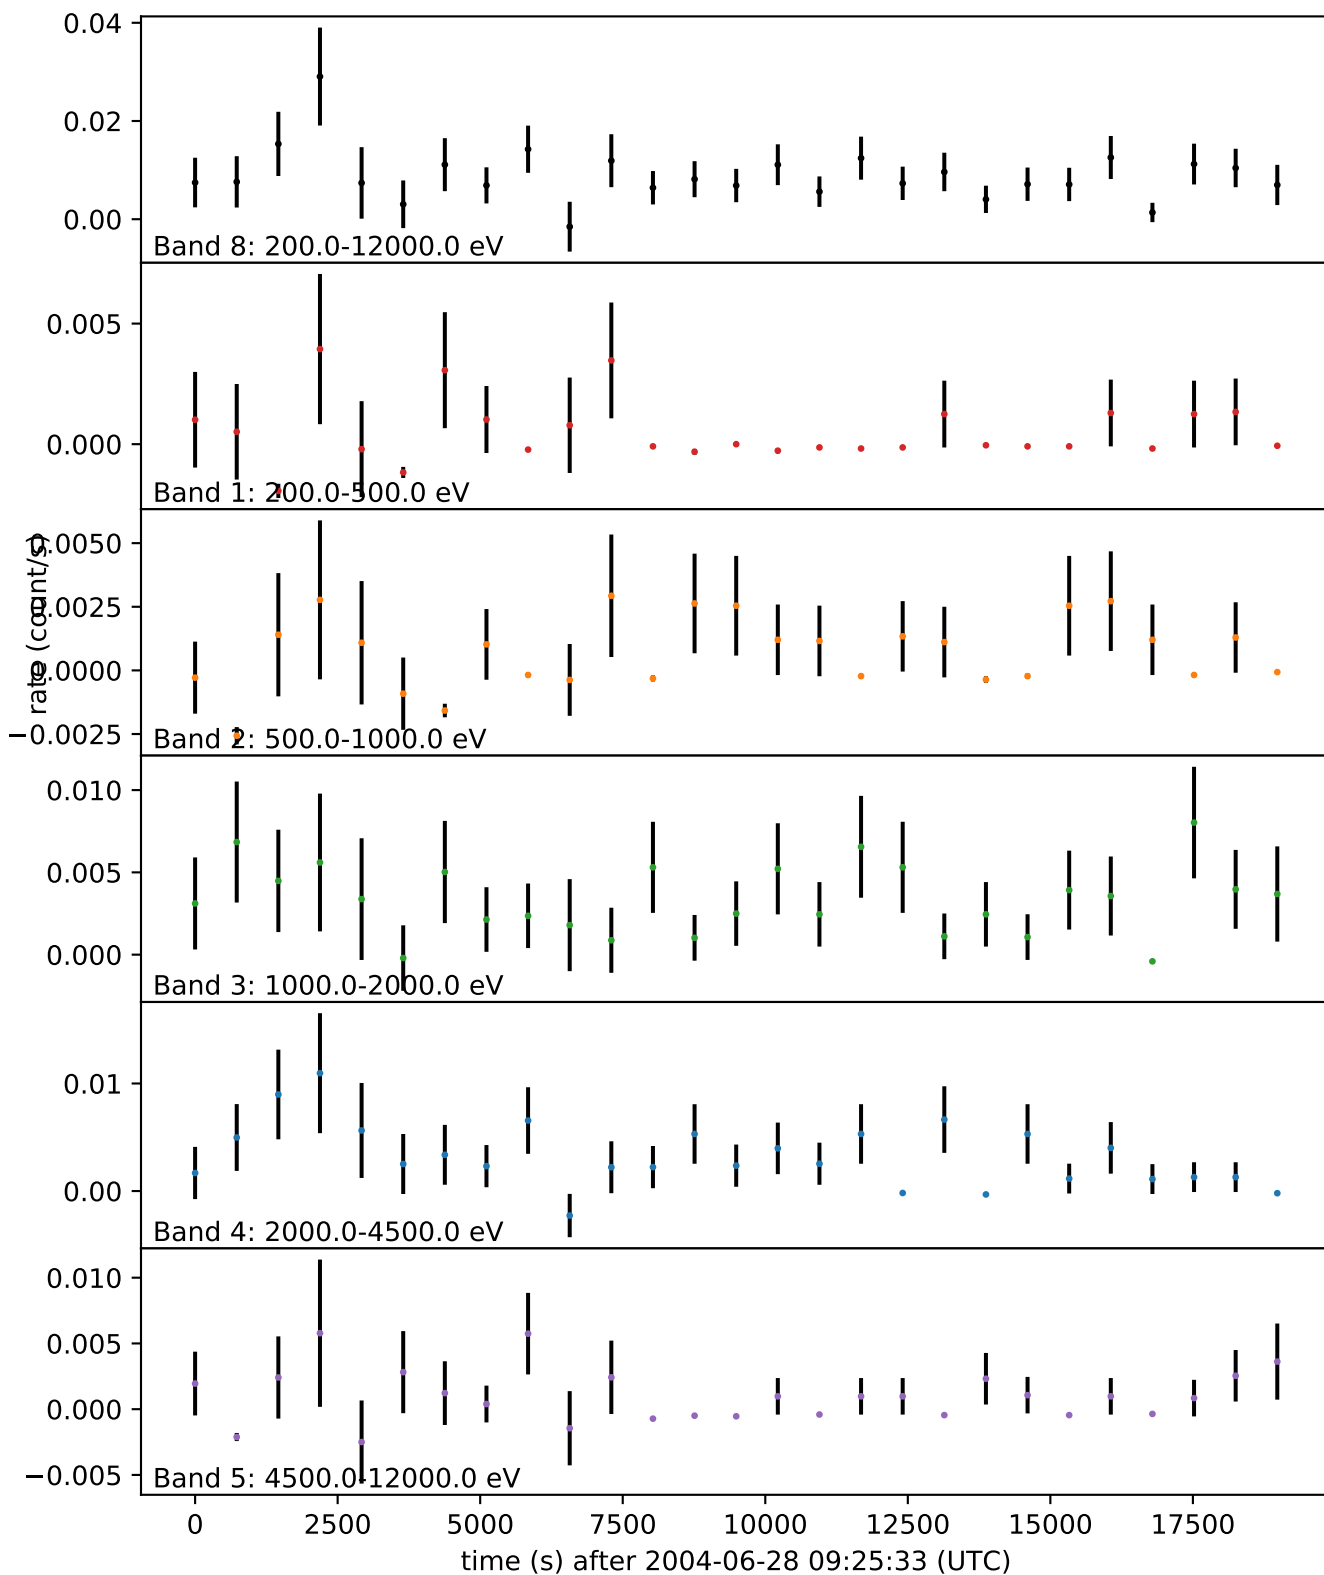 0.04
0.02
0.00
Band 8: 200.0-12000.0 eV
0.005
0.000
Band 1: 200.0-500.0 eV
rate (count/s)
0.0050
0.0025
0.0000
−0.0025
Band 2: 500.0-1000.0 eV
0.010
0.005
0.000
Band 3: 1000.0-2000.0 eV
0.01
0.00
Band 4: 2000.0-4500.0 eV
0.010
0.005
0.000
−0.005
Band 5: 4500.0-12000.0 eV
0 2500 5000 7500 10000 12500 15000 17500
time (s) after 2004-06-28 09:25:33 (UTC)